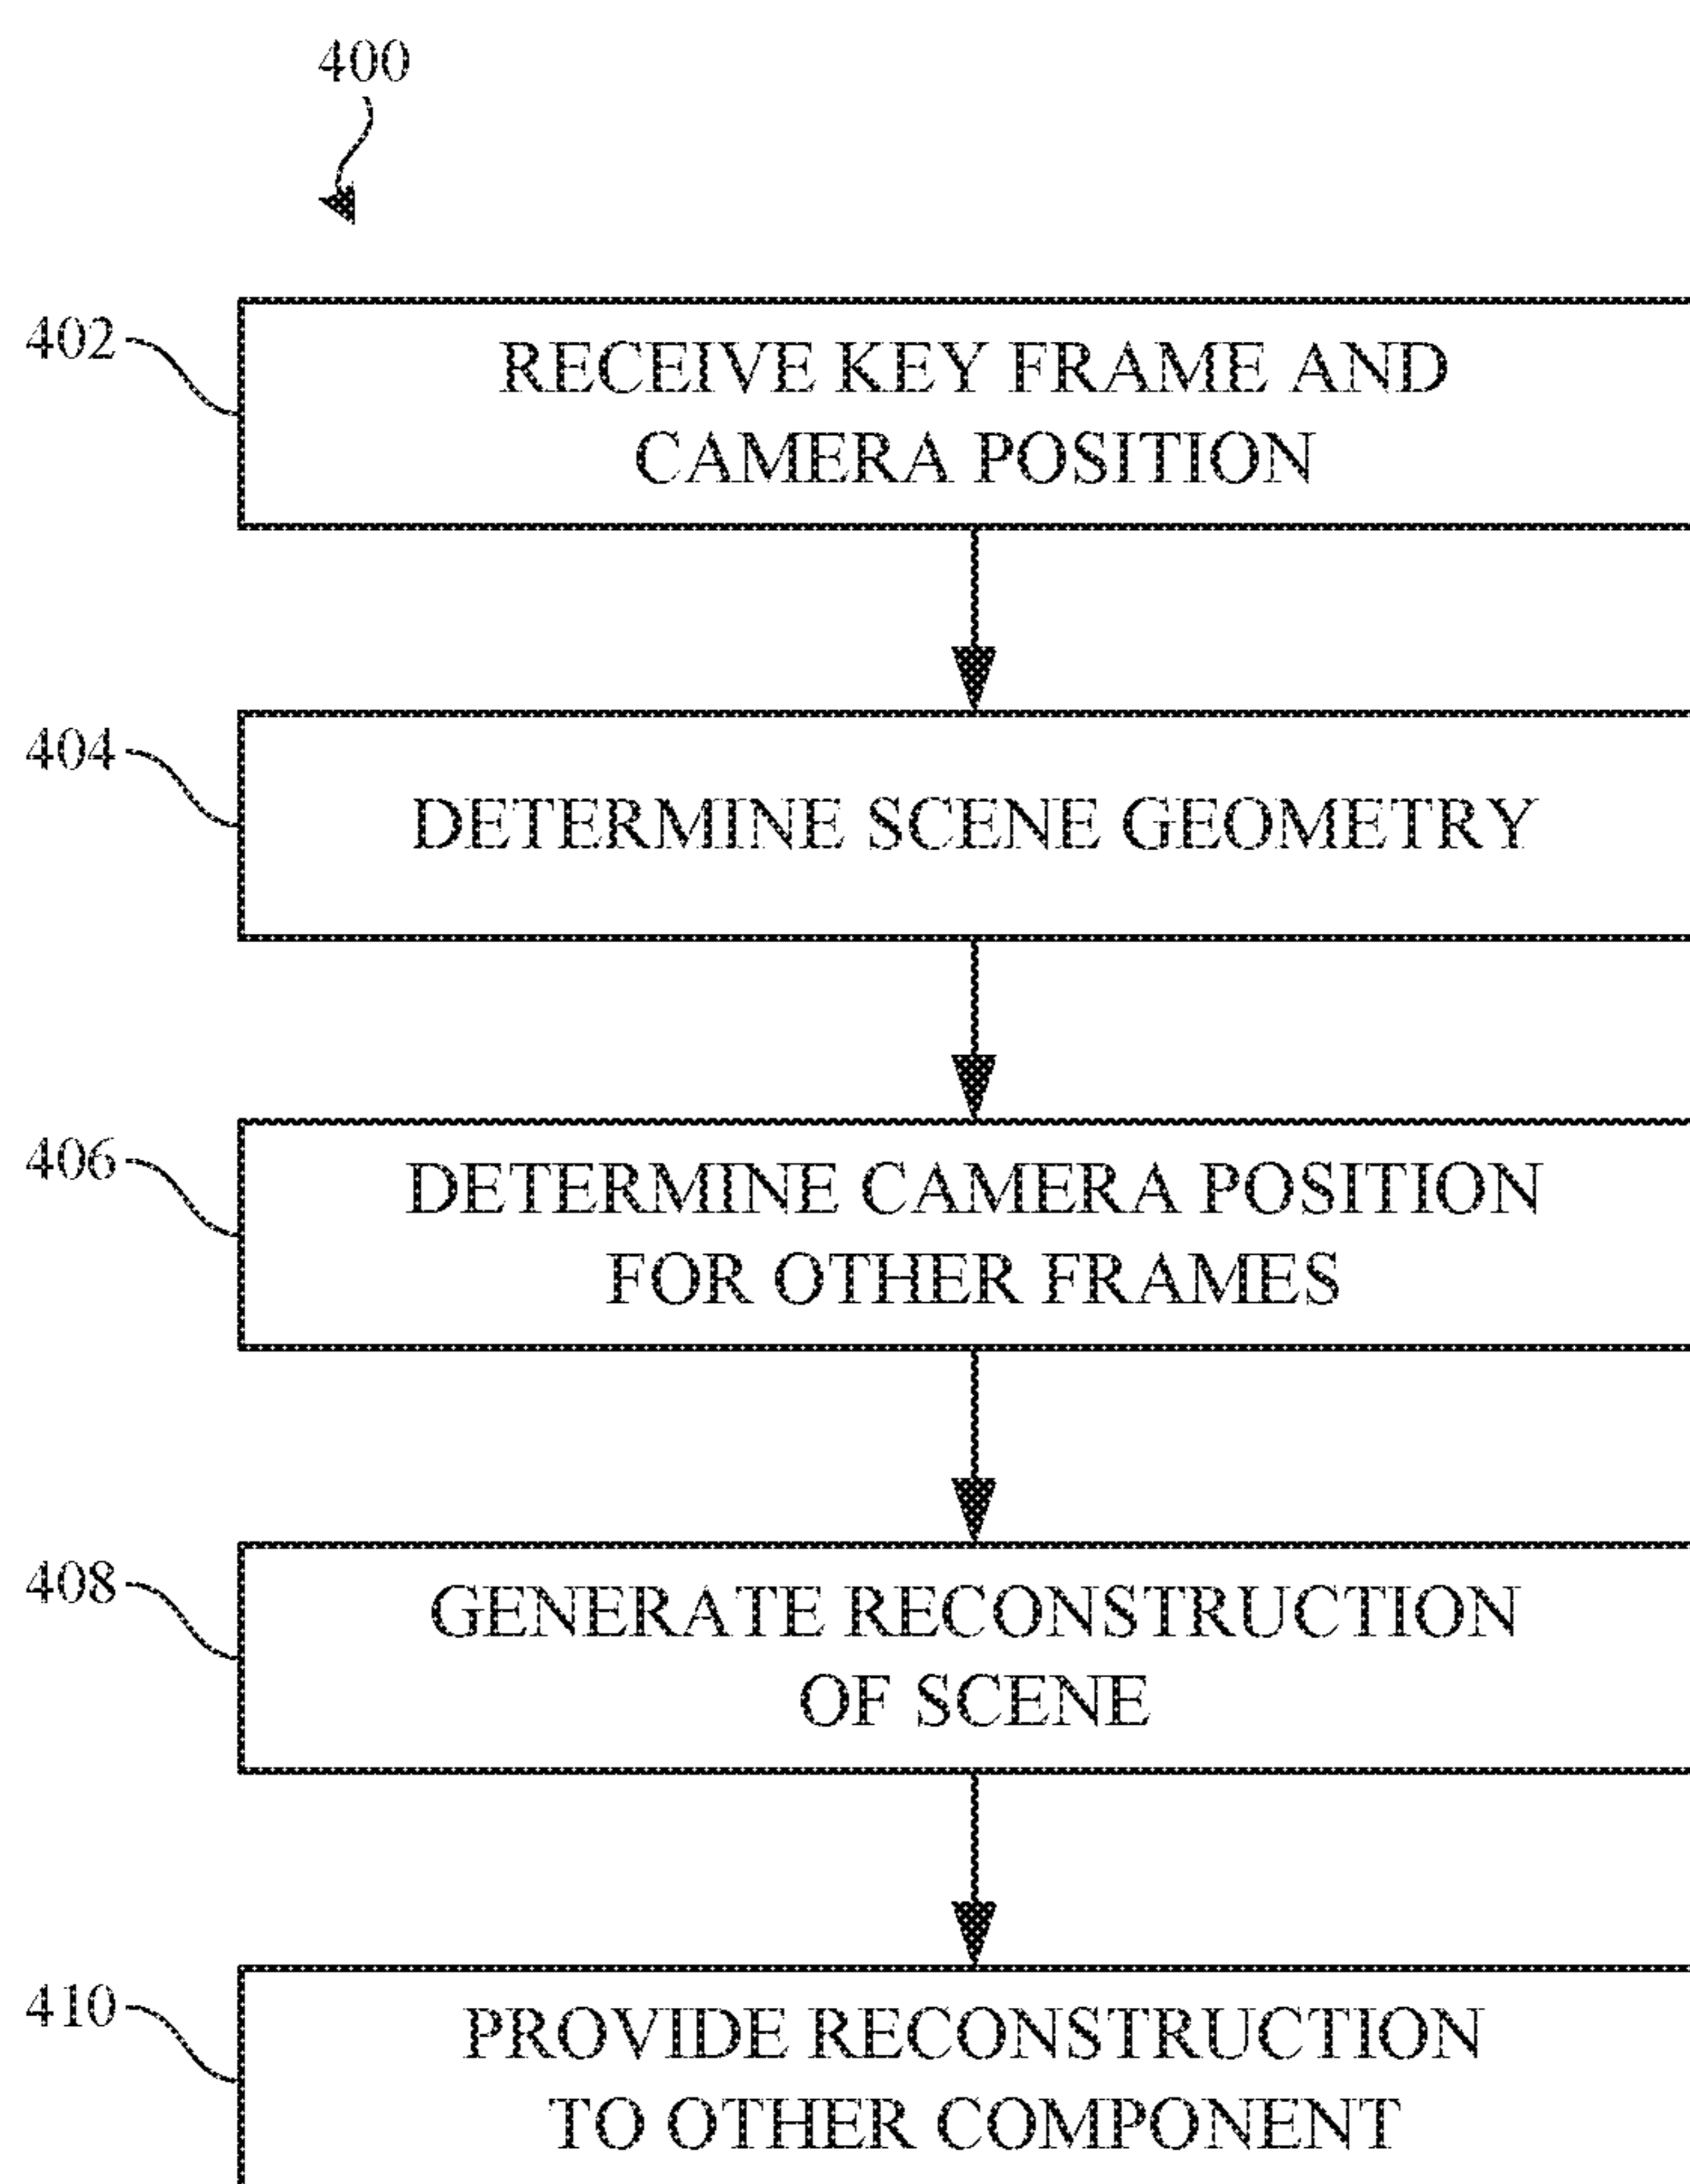 400
402
RECEIVE KEY FRAME AND
CAMERA POSITION
404
DETERMINE SCENE GEOMETRY
406
DETERMINE CAMERA POSITION
FOR OTHER FRAMES
408
GENERATE RECONSTRUCTION
OF SCENE
410
PROVIDE RECONSTRUCTION
TO OTHER COMPONENT